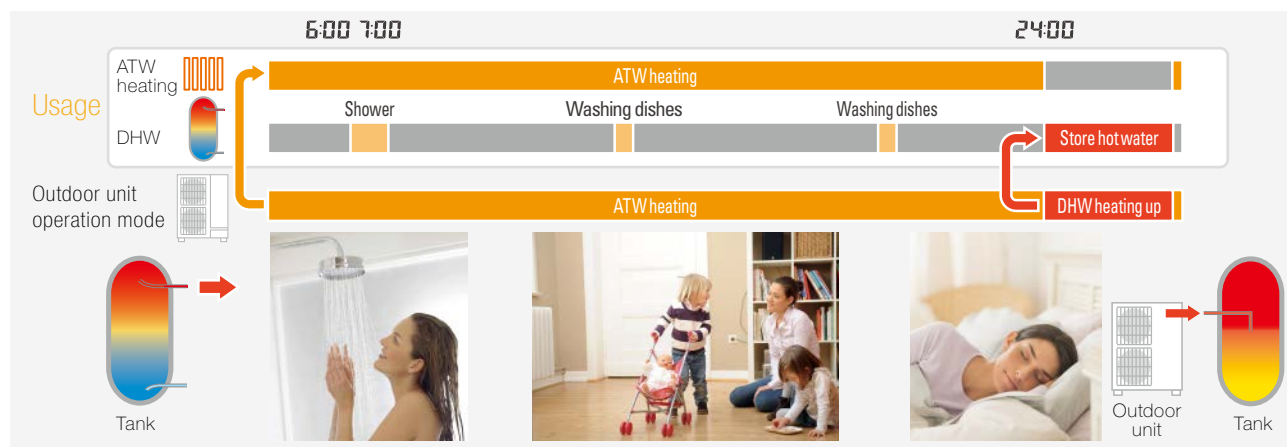 6:00 7:00
24:00
Usage
ATW
heating
ATW heating
Shower
Washing dishes
Washing dishes
DHW
Store hot water
Outdoor unit
operation mode
ATW heating
DHW heating up
Tank
Outdoor
unit
Tank